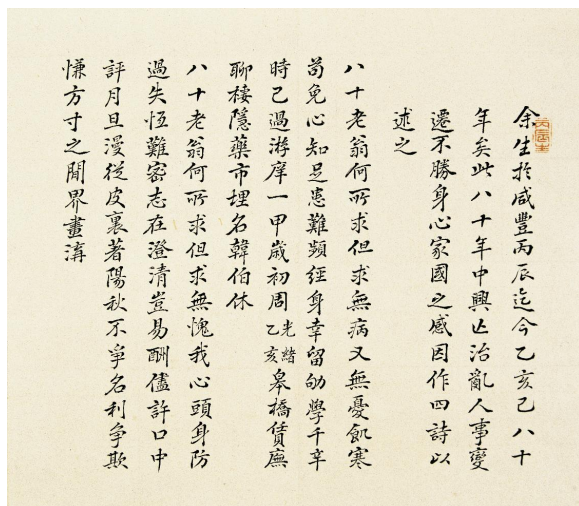 丙辰生
余生於咸豐丙辰迄今乙亥已八十
年矣此八十年中興亡治亂人事變
遷不勝身心家國之感因作四詩以
述之
八十老翁何所求但求無病又無憂飢寒
苟免心知足患難頻經身幸留劬學千辛
時已過游庠一甲歲初周光緒乙亥皋橋賃廡
聊棲隱藥市埋名韓伯休
八十老翁何所求但求無愧我心頭身防
過失恆難密志在澄清豈易酬儘許口中
評月旦漫從皮裏著陽秋不爭名利爭欺
慊方寸之間界畫溝